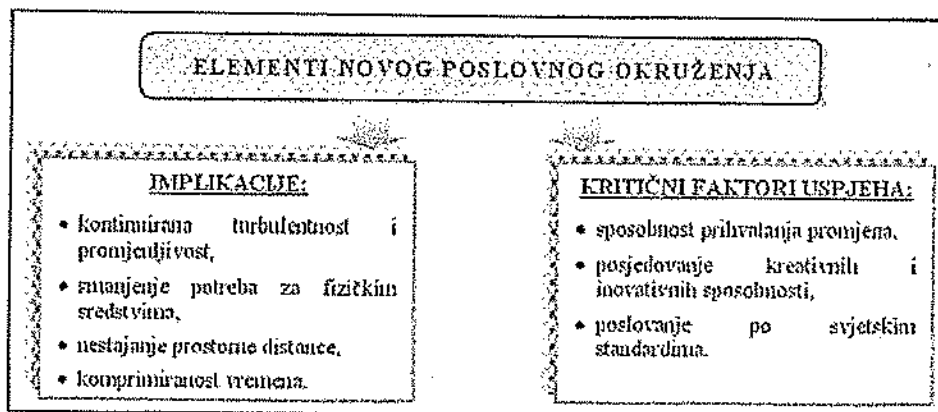 ELEMENTI NOVOG POSLOVNOG OKRUŽENJA
IMPLIKACIJE:
• kontinuirana turbulentnost i
promjenljivost,
• smanjenje potreba za fizičkim
sredstvima,
• nestajanje prostorne distance,
• komprimiranost vremena.
KRITIČNI FAKTORI USPJEHA:
• sposobnost prihvatanja promjena,
• posjedovanje kreativnih i
inovativnih sposobnosti,
• poslovanje po svjetskim
standardima.